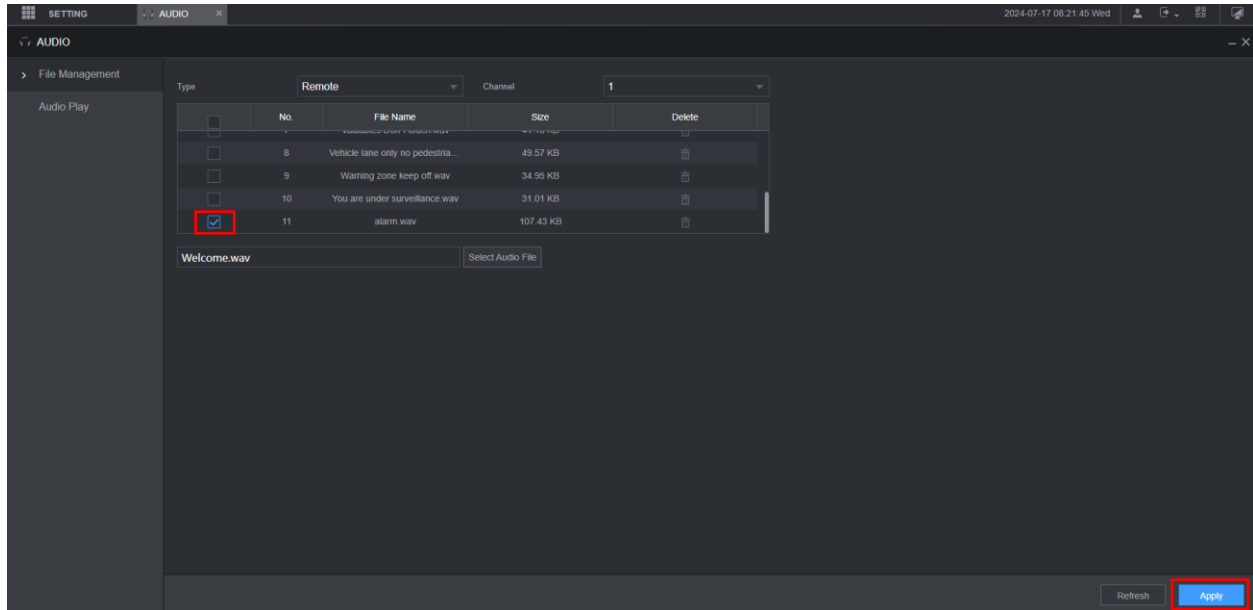 SETTING AUDIO × 2024-07-17 08:21:45 Wed
AUDIO
File Management
Audio Play
Type Remote Channel 1
No. File Name Size Delete
8 Vehicle lane only no pedestria... 49.57 KB
9 Warning zone keep off.wav 34.95 KB
10 You are under surveillance.wav 31.01 KB
11 alarm.wav 107.43 KB
Welcome.wav Select Audio File
Refresh Apply